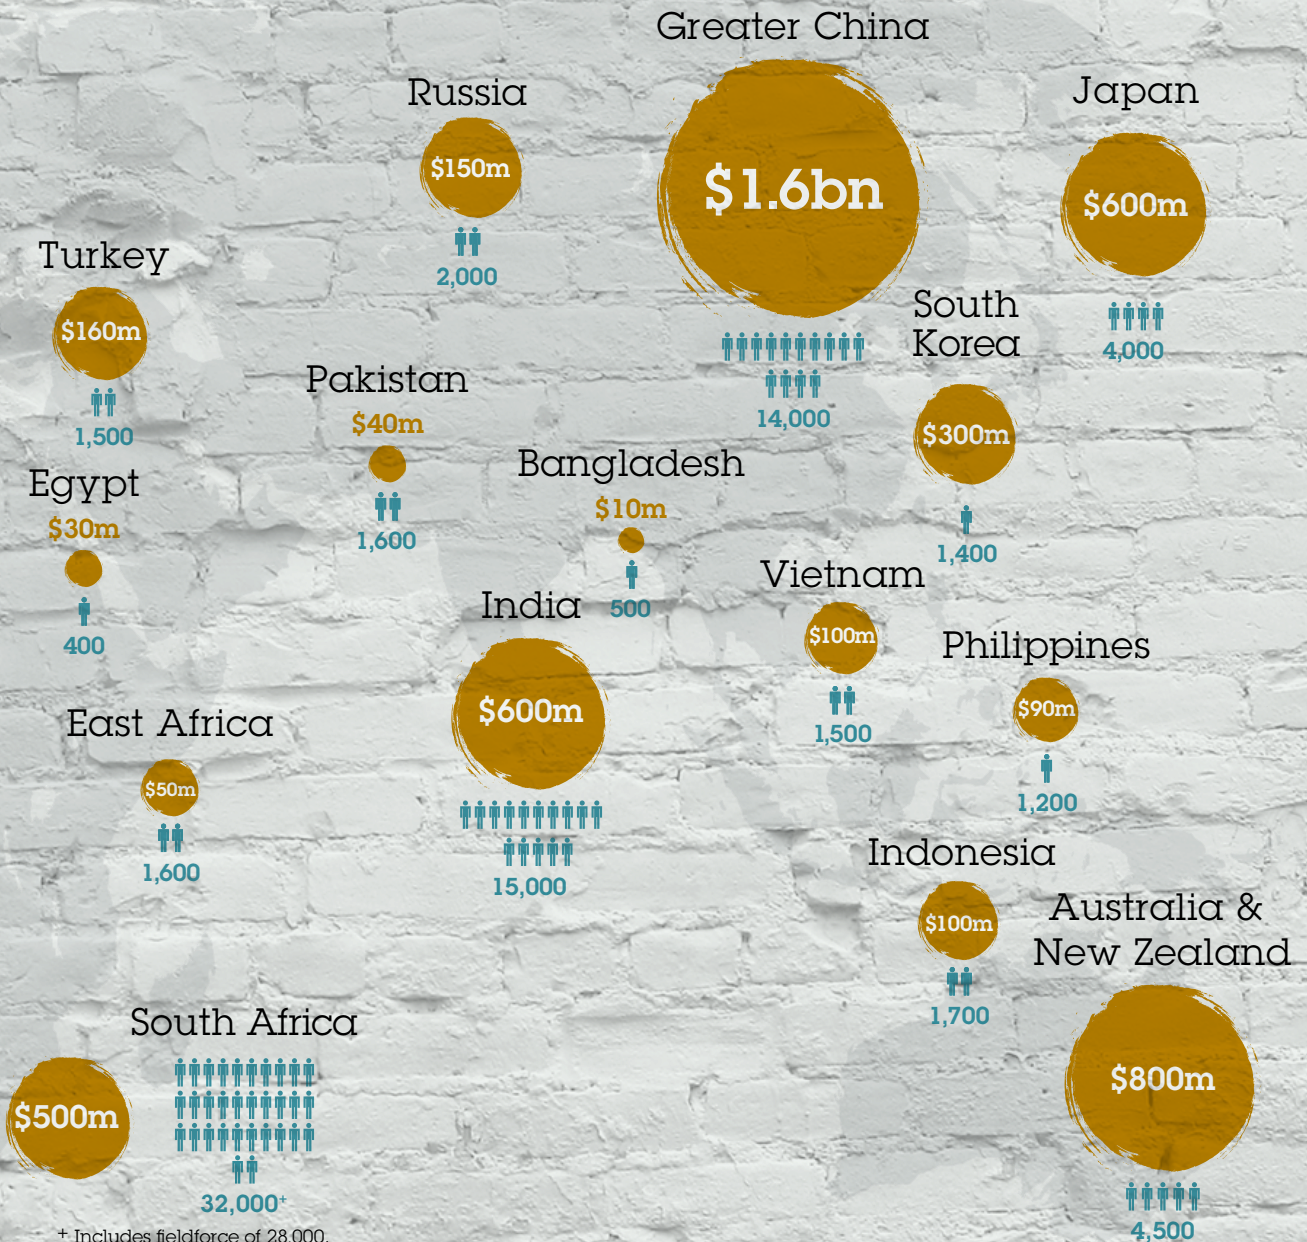 Greater China
$1.6bn
14,000
Russia
$150m
2,000
Japan
$600m
4,000
Turkey
$160m
1,500
South
Korea
$300m
1,400
Pakistan
$40m
1,600
Bangladesh
$10m
500
Egypt
$30m
400
Vietnam
$100m
1,500
India
$600m
15,000
Philippines
$90m
1,200
East Africa
$50m
1,600
Indonesia
$100m
1,700
Australia &
New Zealand
$800m
4,500
South Africa
$500m
32,000+
+ Includes fieldforce of 28,000.